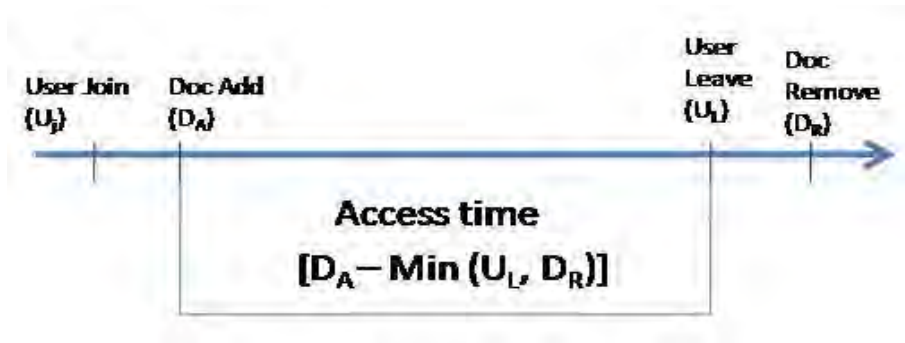 User Join
(Uj)
Doc Add
(DA)
User
Leave
(UL)
Doc
Remove
(DR)
Access time
[DA– Min (UL, DR)]